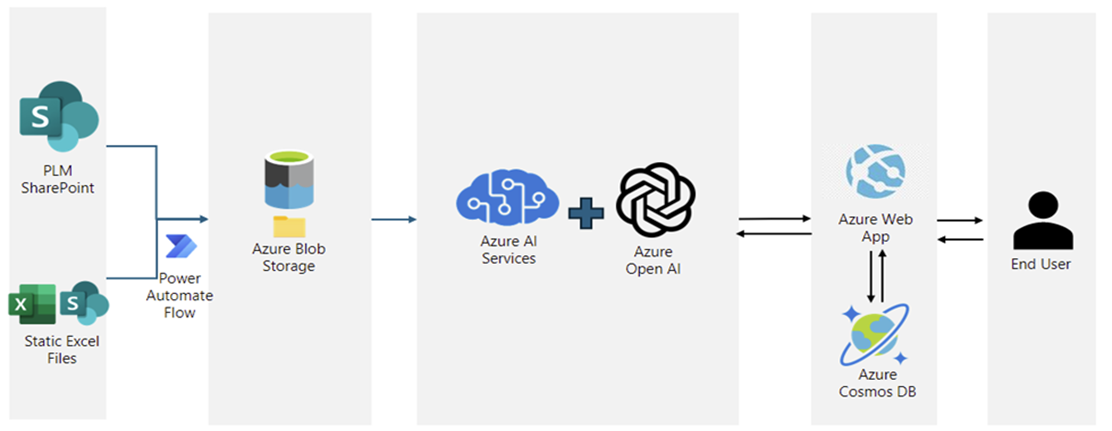 S
PLM
SharePoint
X
S
Static Excel
Files
Power
Automate
Flow
Azure Blob
Storage
Azure AI
Services
Azure
Open AI
Azure Web
App
Azure
Cosmos DB
End User